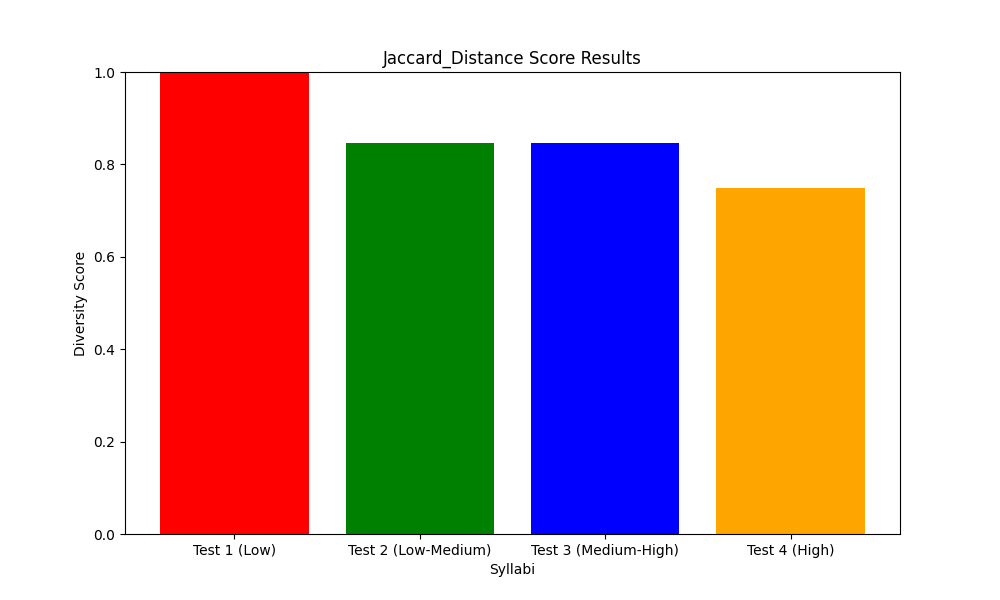 Jaccard_Distance Score Results
1.0
0.8
0.6
0.4
0.2
0.0
Diversity Score
Test 1 (Low)
Test 2 (Low-Medium)
Test 3 (Medium-High)
Test 4 (High)
Syllabi